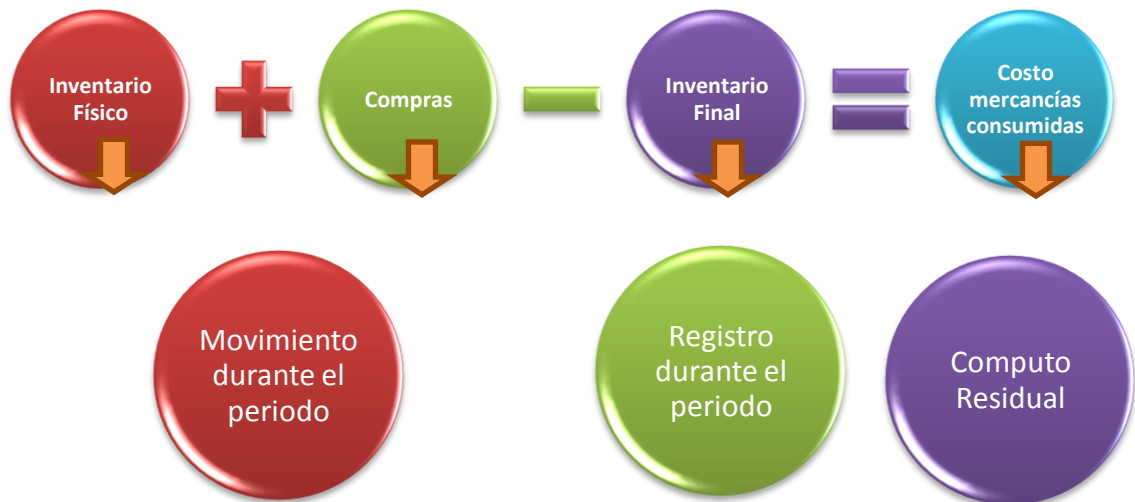 Inventario
Físico
Compras
Inventario
Final
Costo
mercancías
consumidas
Movimiento
durante el
periodo
Registro
durante el
periodo
Computo
Residual